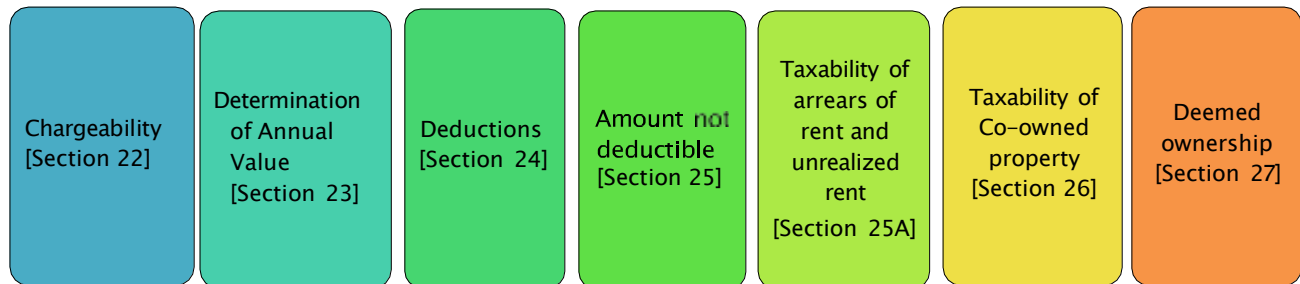 Chargeability
[Section 22]
Determination
of Annual
Value
[Section 23]
Deductions
[Section 24]
Amount not
deductible
[Section 25]
Taxability of
arrears of
rent and
unrealized
rent
[Section 25A]
Taxability of
Co-owned
property
[Section 26]
Deemed
ownership
[Section 27]